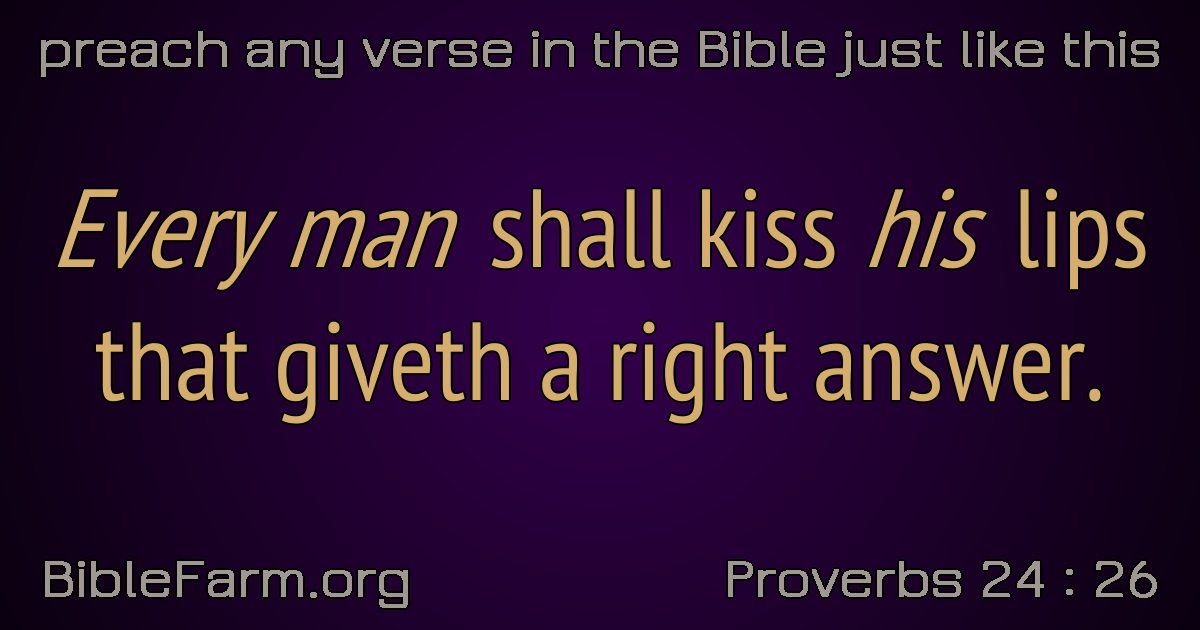 preach any verse in the Bible just like this
Every man shall kiss his lips
that giveth a right answer.
BibleFarm.org
Proverbs 24 : 26